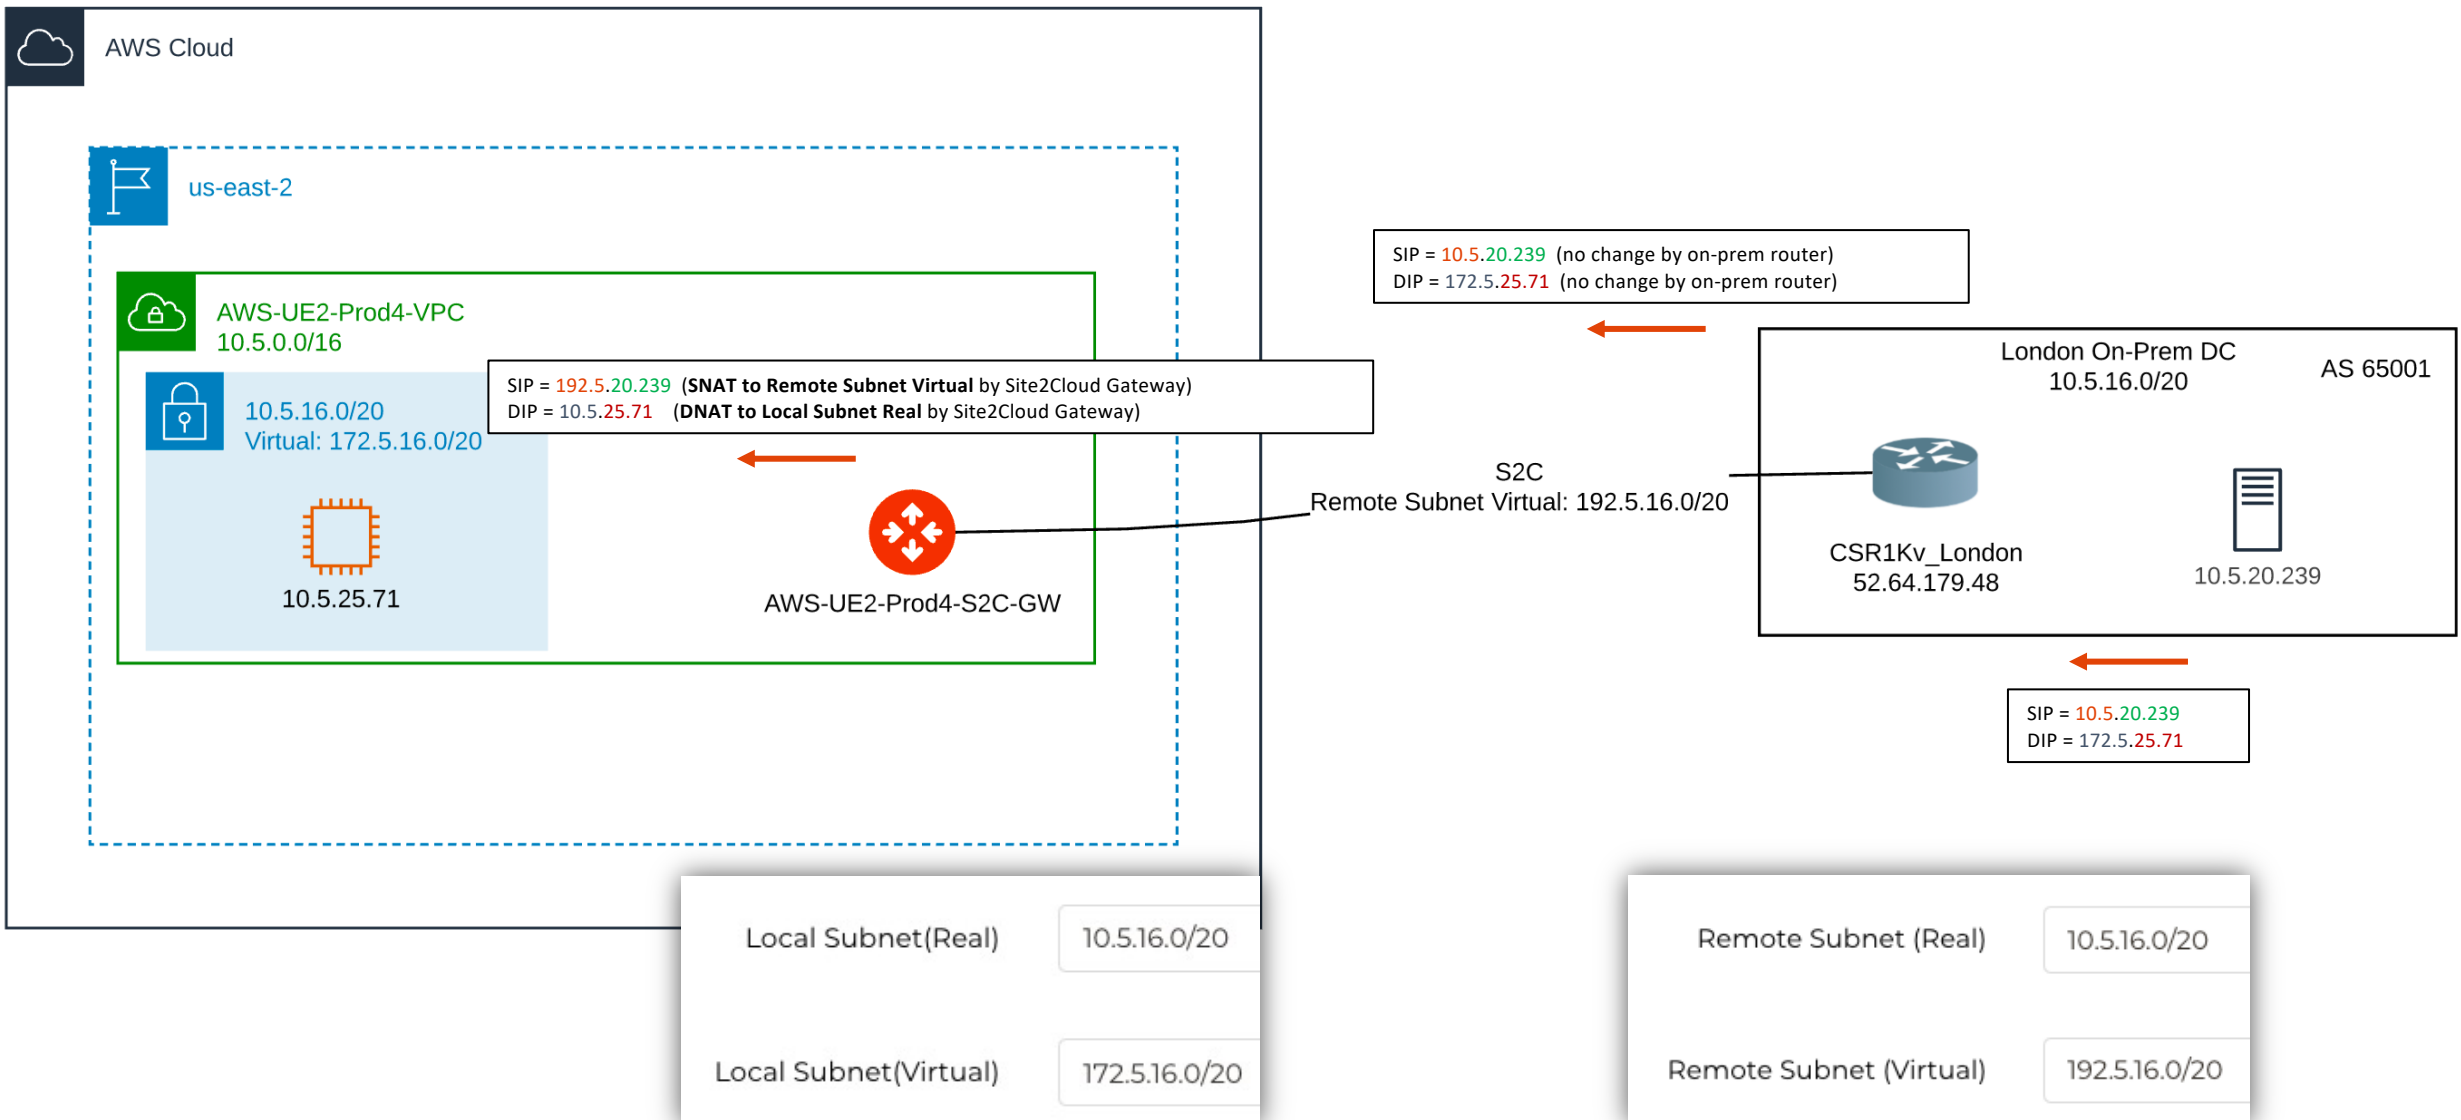 AWS Cloud
us-east-2
AWS-UE2-Prod4-VPC
10.5.0.0/16
10.5.16.0/20
Virtual: 172.5.16.0/20
10.5.25.71
SIP = 192.5.20.239 (SNAT to Remote Subnet Virtual by Site2Cloud Gateway)
DIP = 10.5.25.71 (DNAT to Local Subnet Real by Site2Cloud Gateway)
AWS-UE2-Prod4-S2C-GW
SIP = 10.5.20.239 (no change by on-prem router)
DIP = 172.5.25.71 (no change by on-prem router)
S2C
Remote Subnet Virtual: 192.5.16.0/20
London On-Prem DC
10.5.16.0/20
AS 65001
CSR1Kv_London
52.64.179.48
10.5.20.239
SIP = 10.5.20.239
DIP = 172.5.25.71
Local Subnet(Real) 10.5.16.0/20
Local Subnet(Virtual) 172.5.16.0/20
Remote Subnet (Real) 10.5.16.0/20
Remote Subnet (Virtual) 192.5.16.0/20